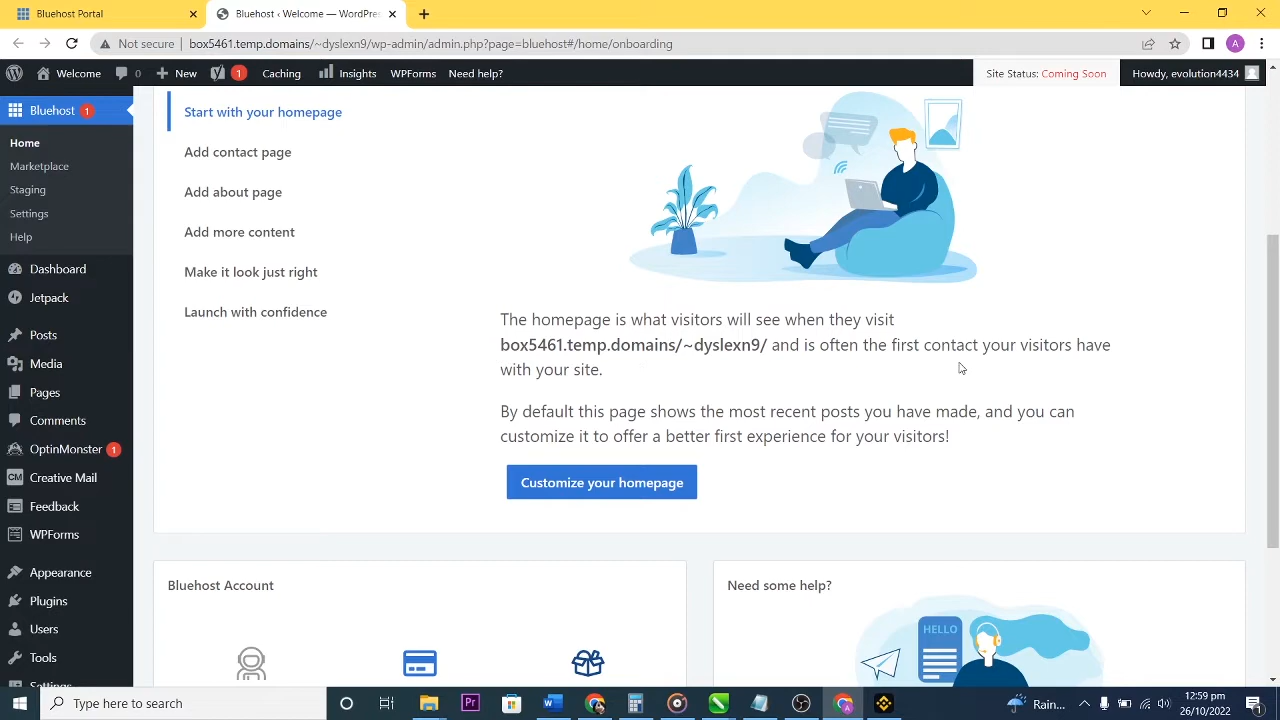 Bluehost Portal
Bluehost ‹ Welcome — WordPre
Not secure
box5461.temp.domains/~dyslexn9/wp-admin/admin.php?page=bluehost#/home/onboarding
A
Welcome
0
New
1
Caching
Insights
WPForms
Need help?
Site Status: Coming Soon
Howdy, evolution4434
Bluehost 1
Home
Marketplace
Staging
Settings
Help
Dashboard
Jetpack
Posts
Media
Pages
Comments
OptinMonster 1
CM Creative Mail
Feedback
WPForms
Appearance
Plugins
Users
Tools
Settings
Start with your homepage
Add contact page
Add about page
Add more content
Make it look just right
Launch with confidence
The homepage is what visitors will see when they visit
box5461.temp.domains/~dyslexn9/ and is often the first contact your visitors have
with your site.
By default this page shows the most recent posts you have made, and you can
customize it to offer a better first experience for your visitors!
Customize your homepage
Bluehost Account
Need some help?
HELLO
Type here to search
Pr
Rain...
12:59 pm
26/10/2022
1